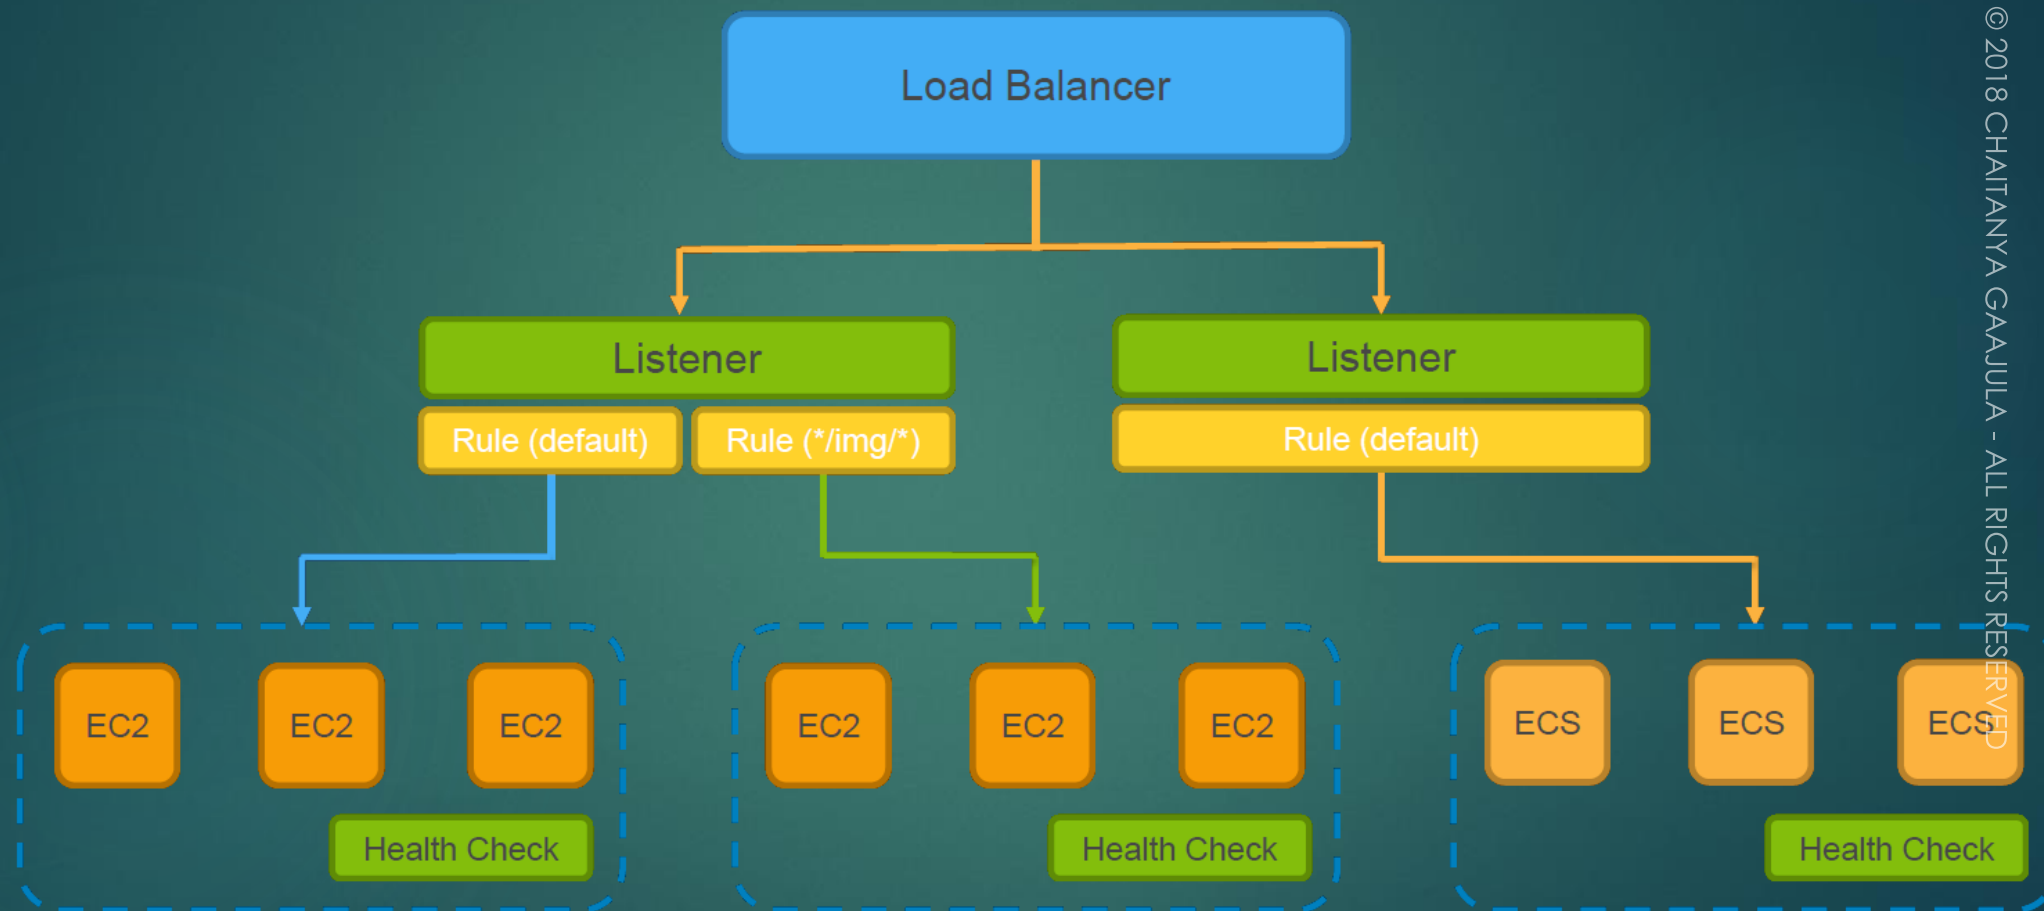 Load Balancer
Listener
Listener
Rule (default)
Rule (*/img/*)
Rule (default)
EC2
EC2
EC2
EC2
EC2
EC2
ECS
ECS
ECS
Health Check
Health Check
Health Check
© 2018 CHAITANYA GAAJULA - ALL RIGHTS RESERVED